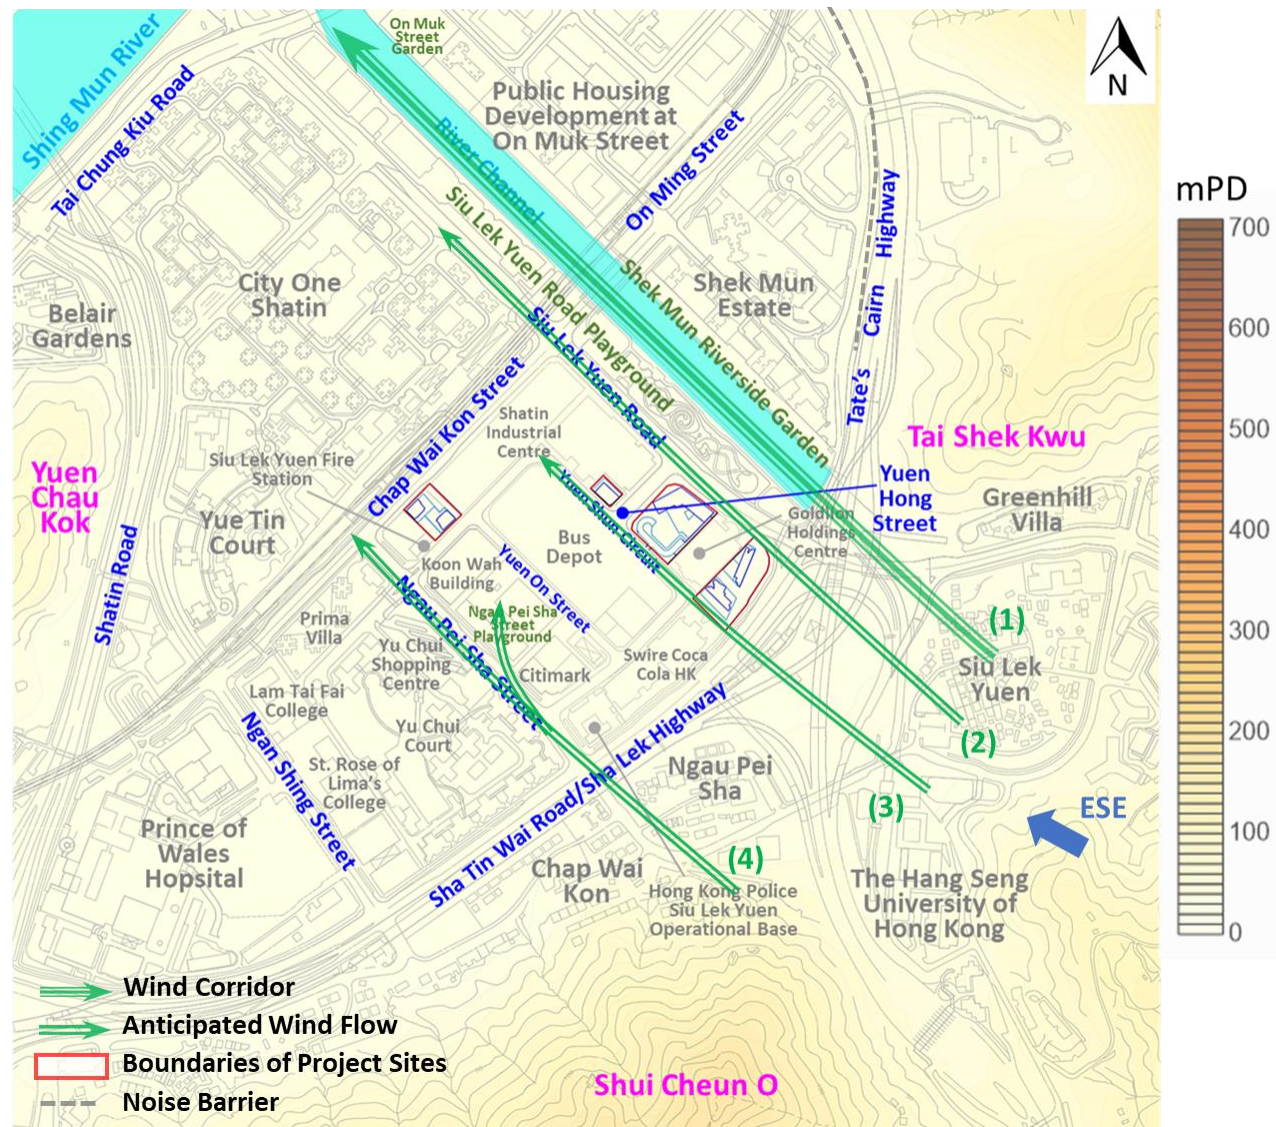 On Muk
Street
Garden
N
Shing Mun River
Tai Chung Kiu Road
Public Housing
Development at
On Muk Street
River Channel
On Ming Street
Siu Lek Yuen Road Playground
Shek Mun Riverside Garden
Tate's Cairn Highway
mPD
700
600
500
400
300
200
100
0
City One
Shatin
Belair
Gardens
Shek Mun
Estate
Siu Lek Yuen Road
Chap Wai Kon Street
Shatin
Industrial
Centre
Tai Shek Kwu
Yuen
Chau
Kok
Siu Lek Yuen Fire
Station
Yuen
Hong
Street
Greenhill
Villa
Goldlion
Holdings
Centre
Yue Tin
Court
Yuen Shun Circuit
Bus
Depot
Shatin Road
Koon Wah
Building
Yuen On Street
Ngau Pei Sha Street
Ngau Pei Sha
Street
Playground
Prima
Villa
Yu Chui
Shopping
Centre
Citimark
Swire Coca
Cola HK
(1)
Siu Lek
Yuen
(2)
Lam Tai Fai
College
Yu Chui
Court
Ngan Shing Street
St. Rose of
Lima's
College
Sha Tin Wai Road/Sha Lek Highway
Ngau Pei
Sha
(3)
ESE
Prince of
Wales
Hopsital
Chap Wai
Kon
(4)
Hong Kong Police
Siu Lek Yuen
Operational Base
The Hang Seng
University of
Hong Kong
Wind Corridor
Anticipated Wind Flow
Boundaries of Project Sites
Noise Barrier
Shui Cheun O